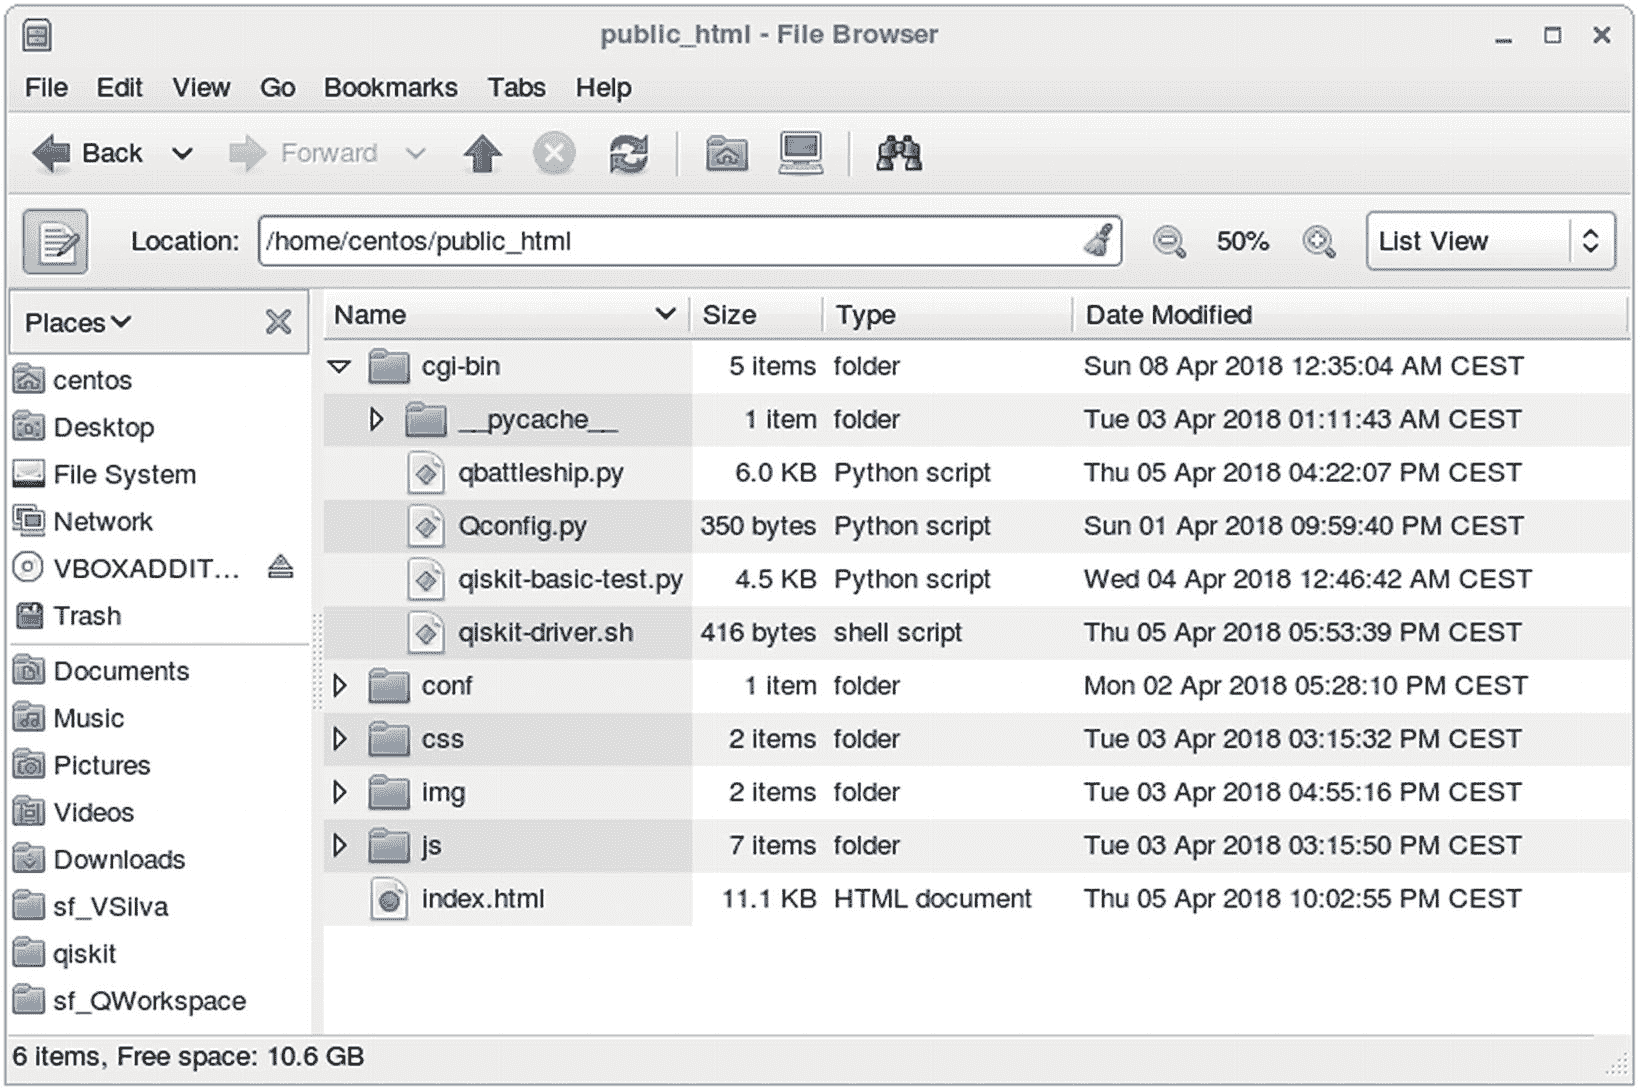 public_html - File Browser
File Edit View Go Bookmarks Tabs Help
Back Forward
Location: /home/centos/public_html 50% List View
Places
centos
Desktop
File System
Network
VBOXADDIT...
Trash
Documents
Music
Pictures
Videos
Downloads
sf_VSilva
qiskit
sf_QWorkspace
Name Size Type Date Modified
cgi-bin 5 items folder Sun 08 Apr 2018 12:35:04 AM CEST
__pycache__ 1 item folder Tue 03 Apr 2018 01:11:43 AM CEST
qbattleship.py 6.0 KB Python script Thu 05 Apr 2018 04:22:07 PM CEST
Qconfig.py 350 bytes Python script Sun 01 Apr 2018 09:59:40 PM CEST
qiskit-basic-test.py 4.5 KB Python script Wed 04 Apr 2018 12:46:42 AM CEST
qiskit-driver.sh 416 bytes shell script Thu 05 Apr 2018 05:53:39 PM CEST
conf 1 item folder Mon 02 Apr 2018 05:28:10 PM CEST
css 2 items folder Tue 03 Apr 2018 03:15:32 PM CEST
img 2 items folder Tue 03 Apr 2018 04:55:16 PM CEST
js 7 items folder Tue 03 Apr 2018 03:15:50 PM CEST
index.html 11.1 KB HTML document Thu 05 Apr 2018 10:02:55 PM CEST
6 items, Free space: 10.6 GB